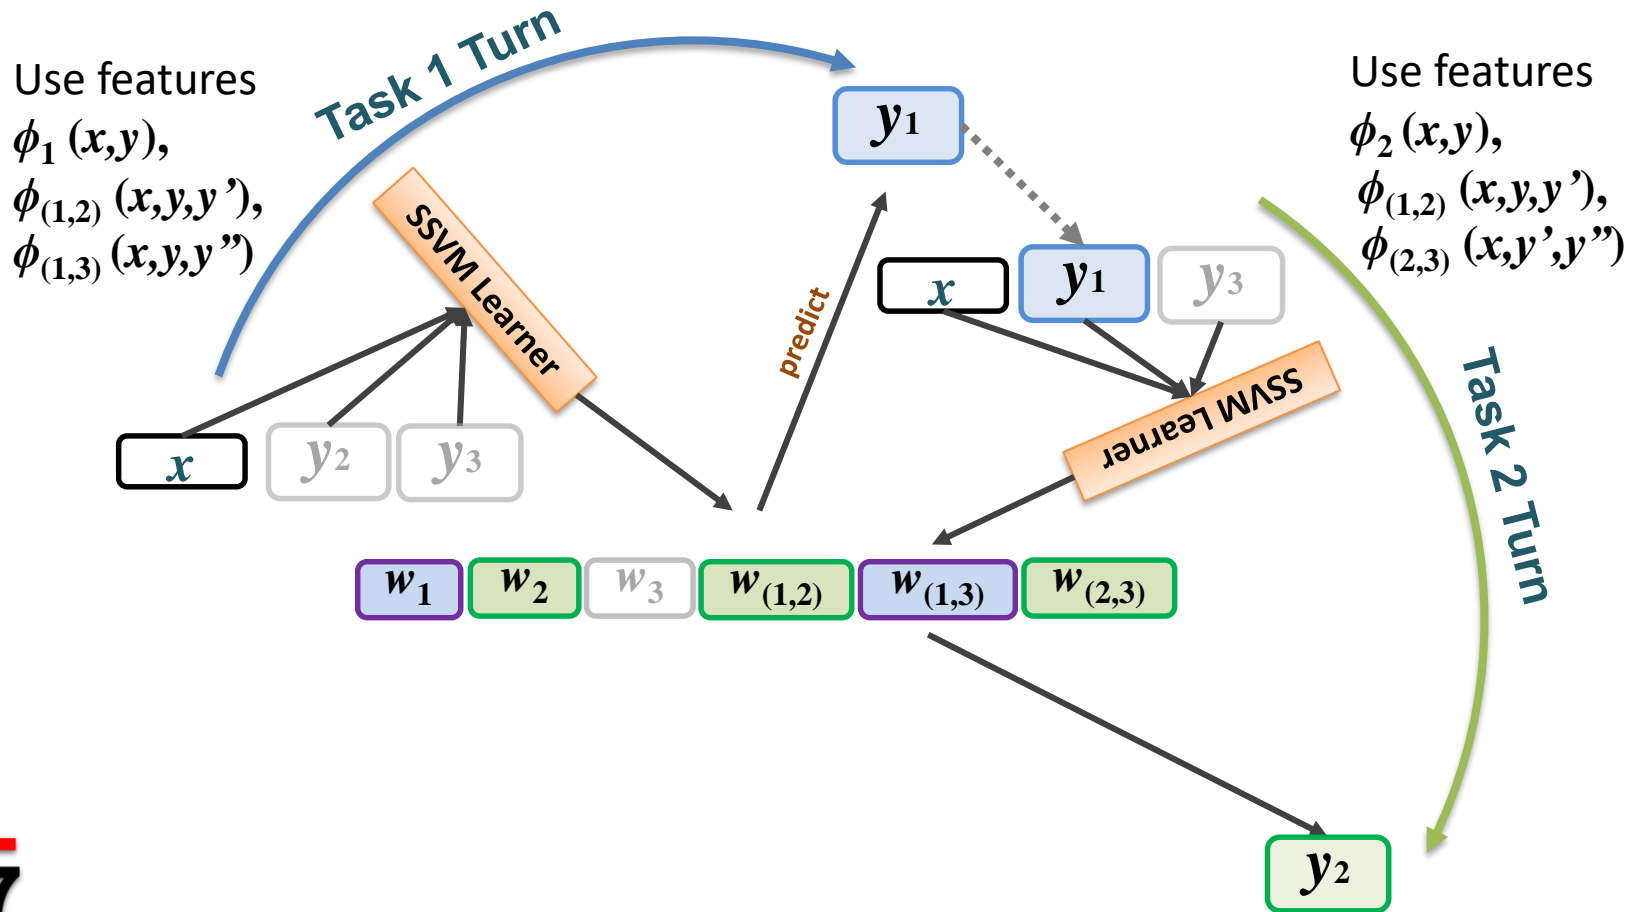 Use features
ϕ₁ (x,y),
ϕ₍₁,₂₎ (x,y,y’),
ϕ₍₁,₃₎ (x,y,y”)
Task 1 Turn
SSVM Learner
x
y₂
y₃
predict
y₁
Use features
ϕ₂ (x,y),
ϕ₍₁,₂₎ (x,y,y’),
ϕ₍₂,₃₎ (x,y’,y”)
x
y₁
y₃
SSVM Learner
Task 2 Turn
w₁ w₂ w₃ w₍₁,₂₎ w₍₁,₃₎ w₍₂,₃₎
y₂
7